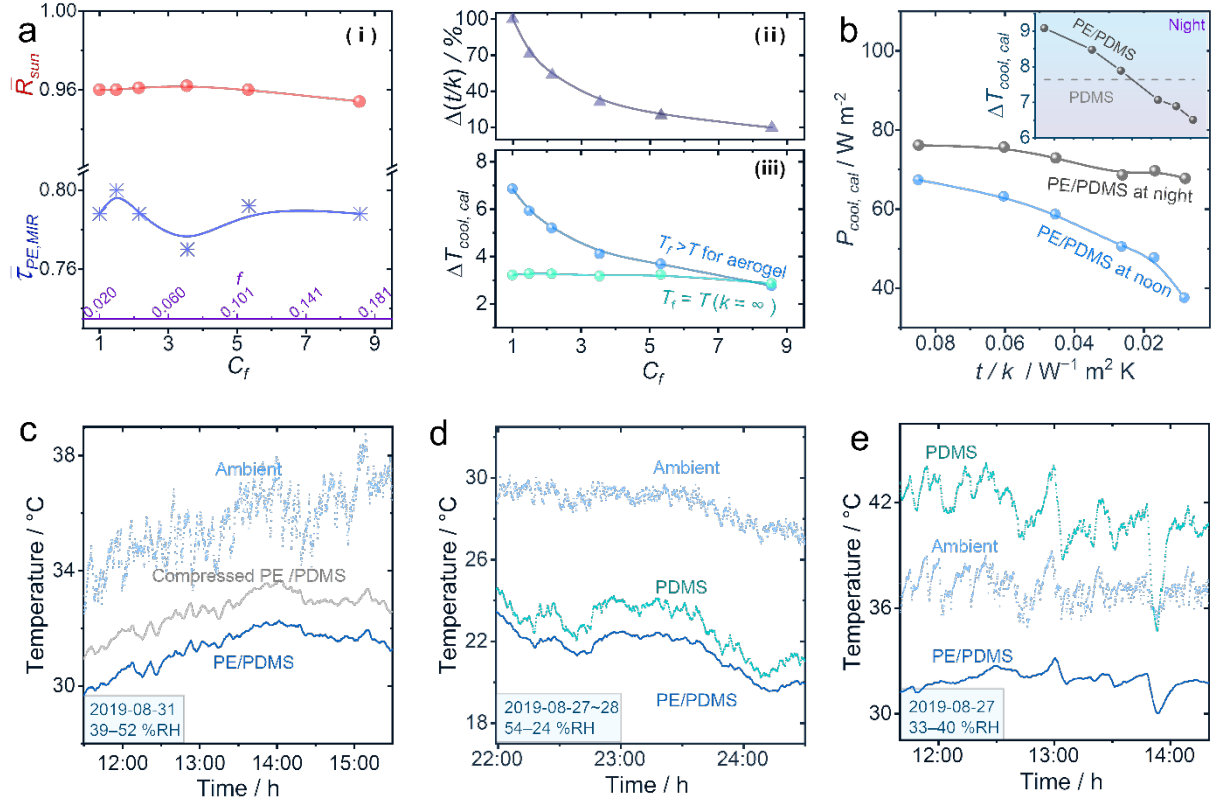 a
(i)
R̅sun
1.00
0.96
0.80
0.76
τ̅PE,MIR
f
0.020
0.060
0.101
0.141
0.181
1
3
5
7
9
Cf
(ii)
Δ(t/k) / %
100
70
40
10
(iii)
ΔTcool, cal
8
6
4
2
Tf >T for aerogel
Tf = T (k = ∞)
1
3
5
7
9
Cf
b
Pcool, cal / W m⁻²
100
80
60
40
Night
ΔTcool, cal
9
8
7
6
PE/PDMS
PDMS
PE/PDMS at night
PE/PDMS at noon
0.08
0.06
0.04
0.02
t / k / W⁻¹ m² K
c
Temperature / °C
38
34
30
Ambient
Compressed PE /PDMS
PE/PDMS
2019-08-31
39–52 %RH
12:00
13:00
14:00
15:00
Time / h
d
Temperature / °C
30
26
22
18
Ambient
PDMS
PE/PDMS
2019-08-27~28
54–24 %RH
22:00
23:00
24:00
Time / h
e
Temperature / °C
42
36
30
PDMS
Ambient
PE/PDMS
2019-08-27
33–40 %RH
12:00
13:00
14:00
Time / h